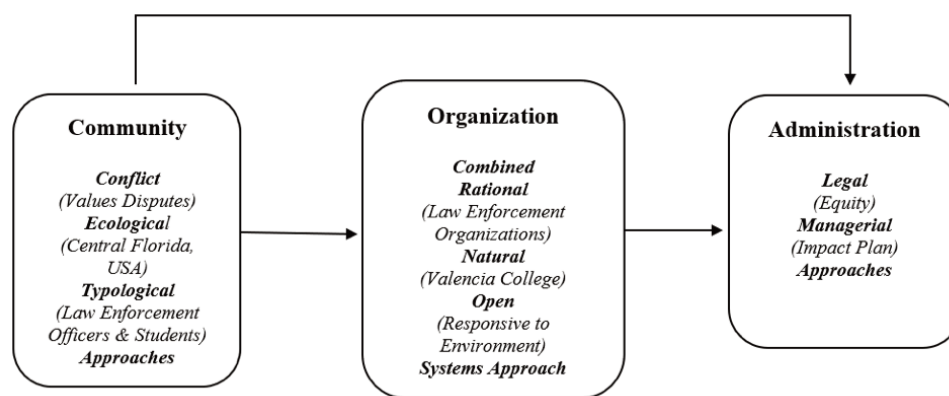 Community
Conflict
(Values Disputes)
Ecological
(Central Florida,
USA)
Typological
(Law Enforcement
Officers & Students)
Approaches
Organization
Combined
Rational
(Law Enforcement
Organizations)
Natural
(Valencia College)
Open
(Responsive to
Environment)
Systems Approach
Administration
Legal
(Equity)
Managerial
(Impact Plan)
Approaches